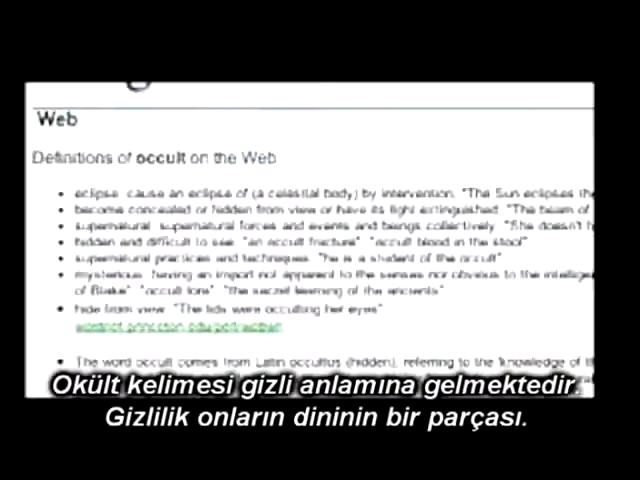 Web
Definitions of occult on the Web
• eclipse: cause an eclipse of (a celestial body) by intervention; "The Sun eclipses the
• become concealed or hidden from view or have its light extinguished; "The beam of
• supernatural: supernatural forces and events and beings collectively; "She doesn't
• hidden and difficult to see; "an occult fracture"; "occult blood in the stool"
• supernatural practices and techniques; "he is a student of the occult"
• mysterious: having an import not apparent to the senses nor obvious to the
of Blake" "occult lore" "the secret learning of the ancients"
• hide from view; "The lids were occulting her eyes"
wordnet.princeton.edu/perl/webwn
• The word occult comes from Latin occultus (hidden), referring to the 'knowledge of
Okült kelimesi gizli anlamına gelmektedir.
Gizlilik onların dininin bir parçası.